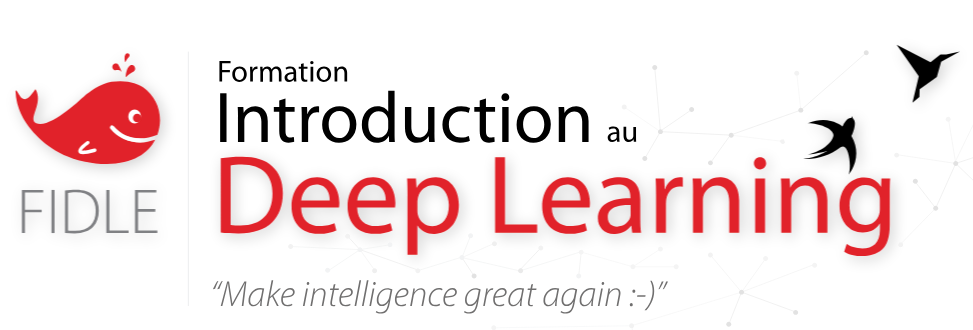 FIDLE
Formation
Introduction au
Deep Learning
“Make intelligence great again :-)”